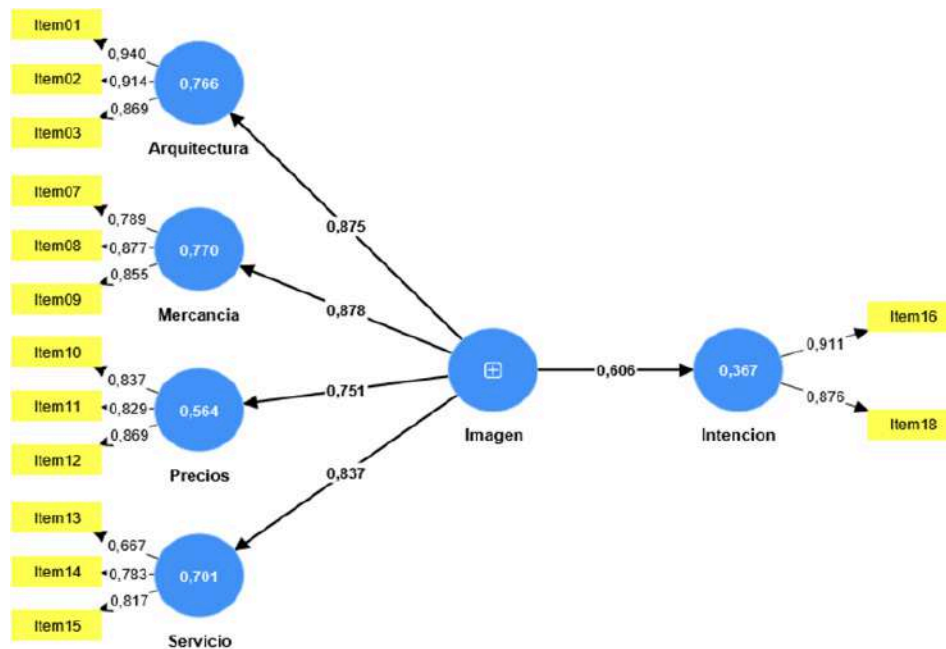 Item01
0,940
Item02
0,914
0,766
0,869
Item03
Arquitectura
Item07
0,789
Item08
0,877
0,770
0,855
Item09
Mercancia
0,875
0,878
Item10
0,837
Item11
0,829
0,564
0,869
Item12
Precios
0,751
Imagen
0,606
0,367
Intencion
Item16
0,911
0,876
Item18
0,837
Item13
0,667
Item14
0,783
0,701
0,817
Item15
Servicio